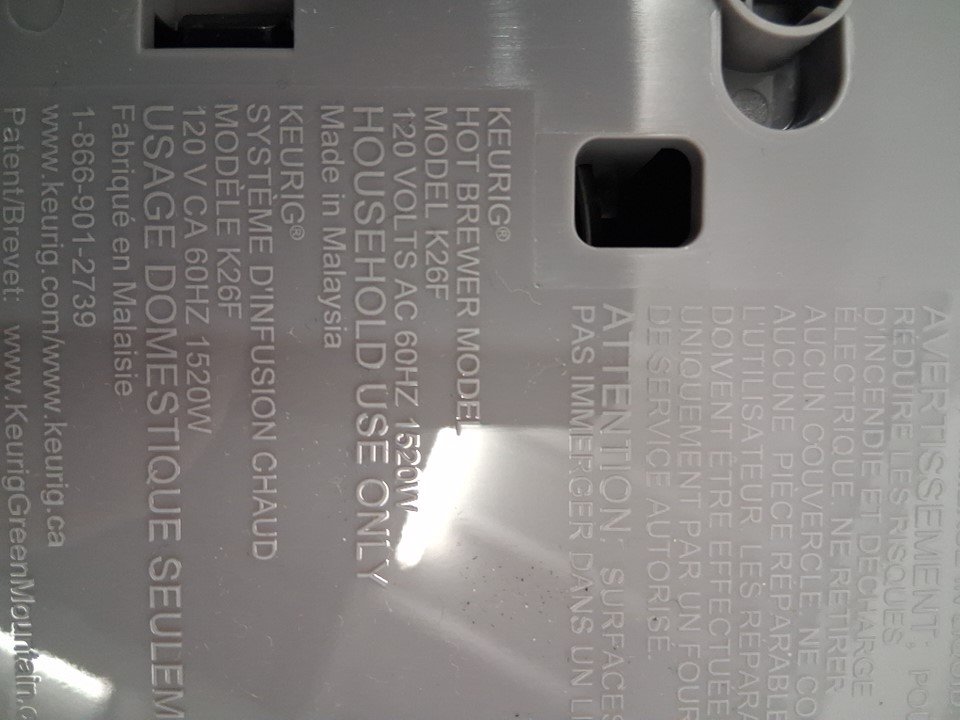 KEURIG®
HOT BREWER MODEL
MODEL K26F
120 VOLTS AC 60HZ 1520W
HOUSEHOLD USE ONLY
Made in Malaysia
KEURIG®
SYSTÈME D'INFUSION CHAUD
MODÈLE K26F
120 V CA 60HZ 1520W
USAGE DOMESTIQUE SEULEM
Fabriqué en Malaisie
1-866-901-2739
www.keurig.com/www.keurig.ca
Patent/Brevet: www.KeurigGreenMountain.c
AVERTISSEMENT: POU
RÉDUIRE LES RISQUES
D'INCENDIE ET DÉCHARGE
ÉLECTRIQUE, NE RETIRER
AUCUN COUVERCLE. NE CO
AUCUNE PIÈCE RÉPARABLE
L'UTILISATEUR. LES RÉPARA
DOIVENT ÊTRE EFFECTUÉE
UNIQUEMENT PAR UN FOUR
DE SERVICE AUTORISÉ.
ATTENTION: SURFACES
PAS IMMERGER DANS UN LI